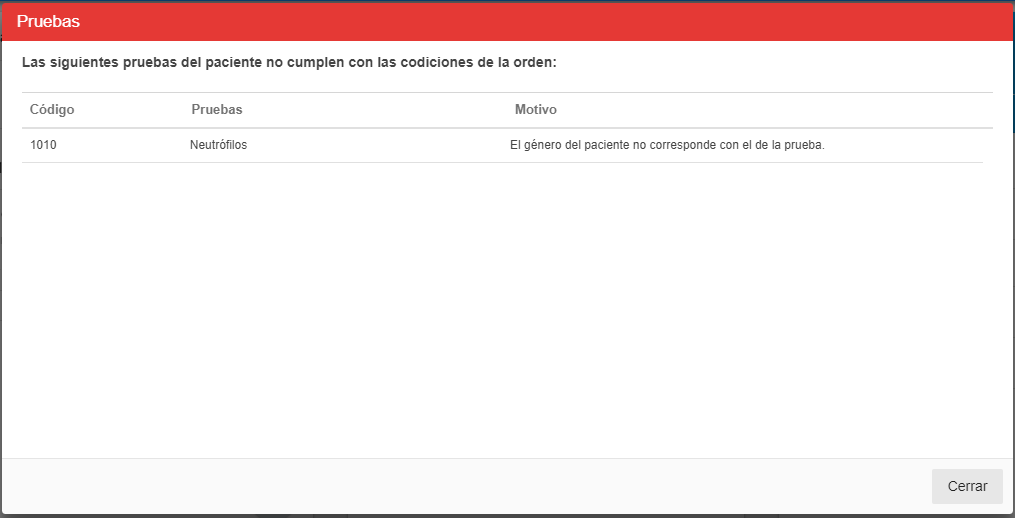 Pruebas
Las siguientes pruebas del paciente no cumplen con las codiciones de la orden:
Código Pruebas Motivo
1010 Neutrófilos El género del paciente no corresponde con el de la prueba.
Cerrar